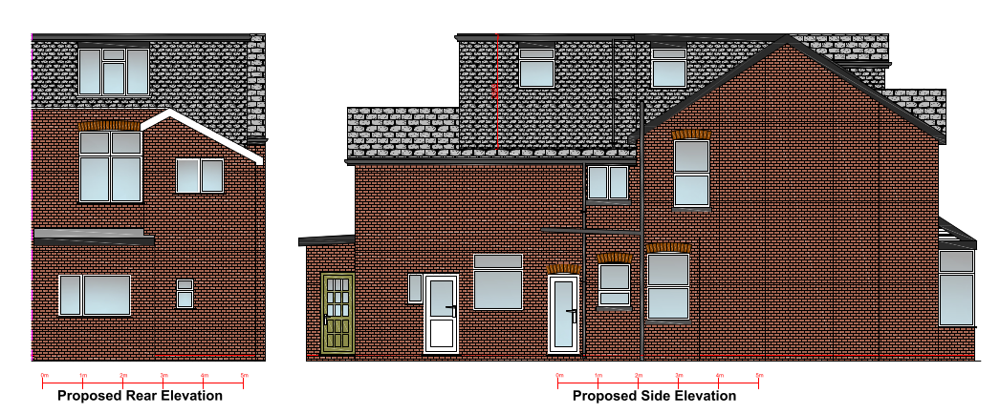 0m 1m 2m 3m 4m 5m
Proposed Rear Elevation
0m 1m 2m 3m 4m 5m
Proposed Side Elevation